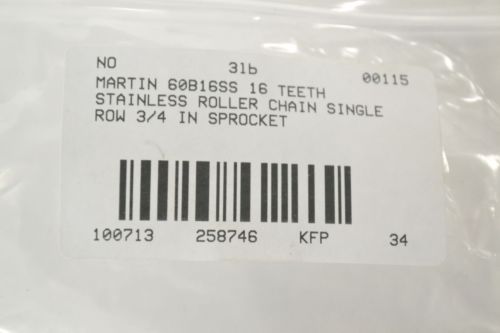 NO 3lb 00115
MARTIN 60B16SS 16 TEETH
STAINLESS ROLLER CHAIN SINGLE
ROW 3/4 IN SPROCKET
100713 258746 KFP 34